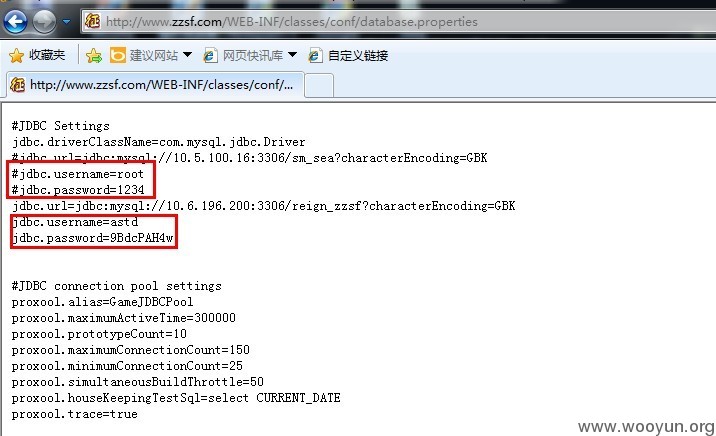 http://www.zzsf.com/WEB-INF/classes/conf/database.properties
收藏夹 建议网站 网页快讯库 自定义链接
http://www.zzsf.com/WEB-INF/classes/conf/...
#JDBC Settings
jdbc.driverClassName=com.mysql.jdbc.Driver
#jdbc.url=jdbc:mysql://10.5.100.16:3306/sm_sea?characterEncoding=GBK
#jdbc.username=root
#jdbc.password=1234
jdbc.url=jdbc:mysql://10.6.196.200:3306/reign_zzsf?characterEncoding=GBK
jdbc.username=astd
jdbc.password=9BdcPAH4w
#JDBC connection pool settings
proxool.alias=GameJDBCPool
proxool.maximumActiveTime=300000
proxool.prototypeCount=10
proxool.maximumConnectionCount=150
proxool.minimumConnectionCount=25
proxool.simultaneousBuildThrottle=50
proxool.houseKeepingTestSql=select CURRENT_DATE
proxool.trace=true
www.wooyun.org